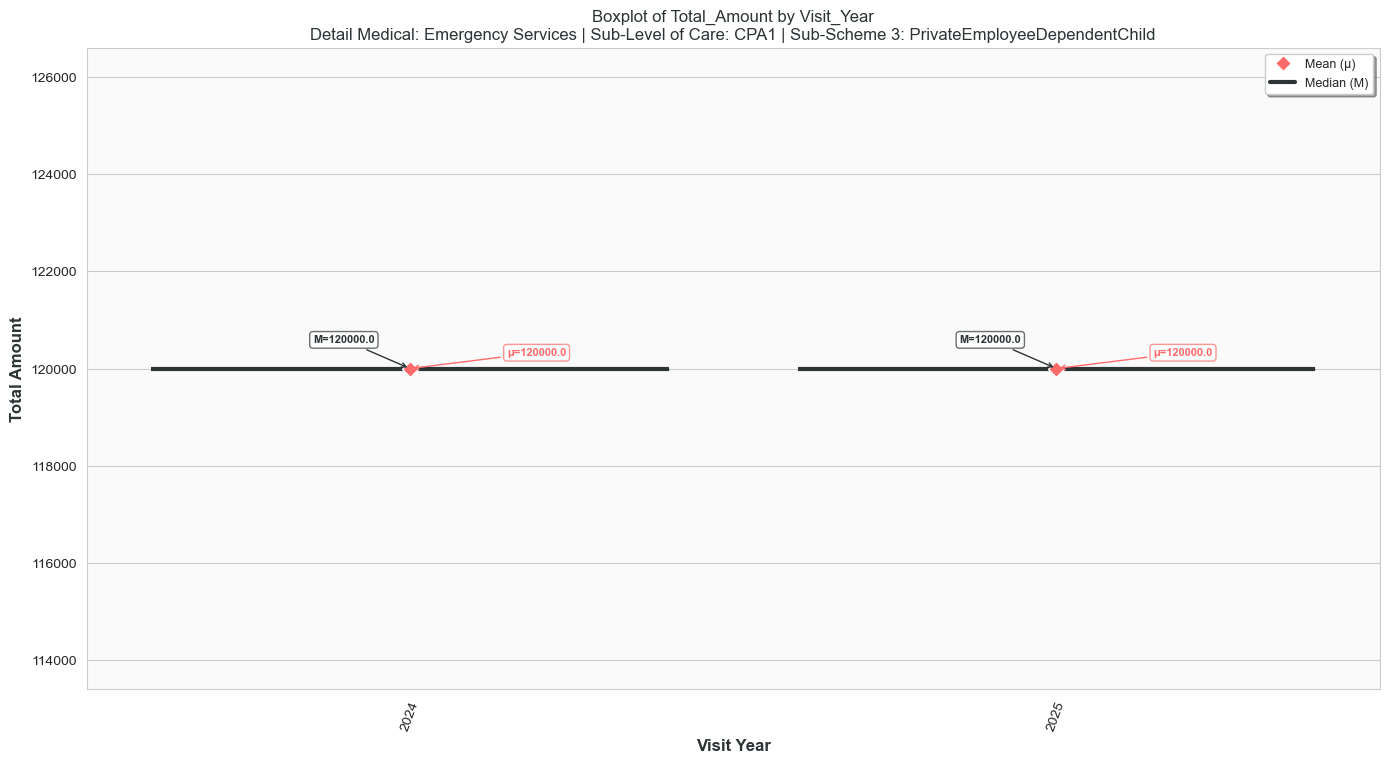 Boxplot of Total_Amount by Visit_Year
Detail Medical: Emergency Services | Sub-Level of Care: CPA1 | Sub-Scheme 3: PrivateEmployeeDependentChild
Mean (μ)
Median (M)
126000
124000
122000
120000
118000
116000
114000
Total Amount
M=120000.0
μ=120000.0
M=120000.0
μ=120000.0
2024
2025
Visit Year